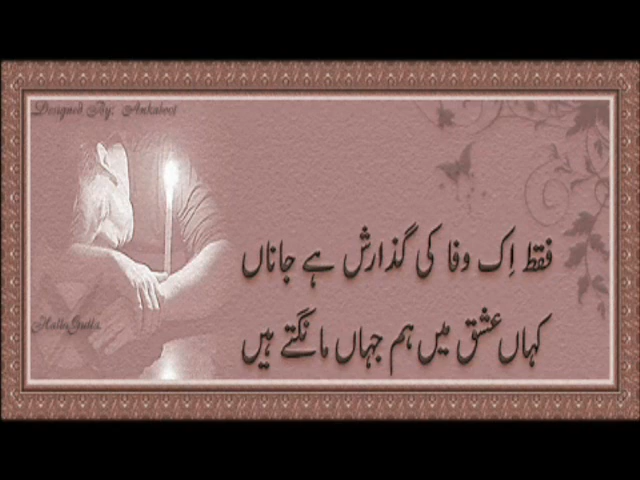 Designed By: Ankaleet
فقط اِک وفا کی گذارش ہے جاناں
کہاں عشق میں ہم جہاں مانگتے ہیں